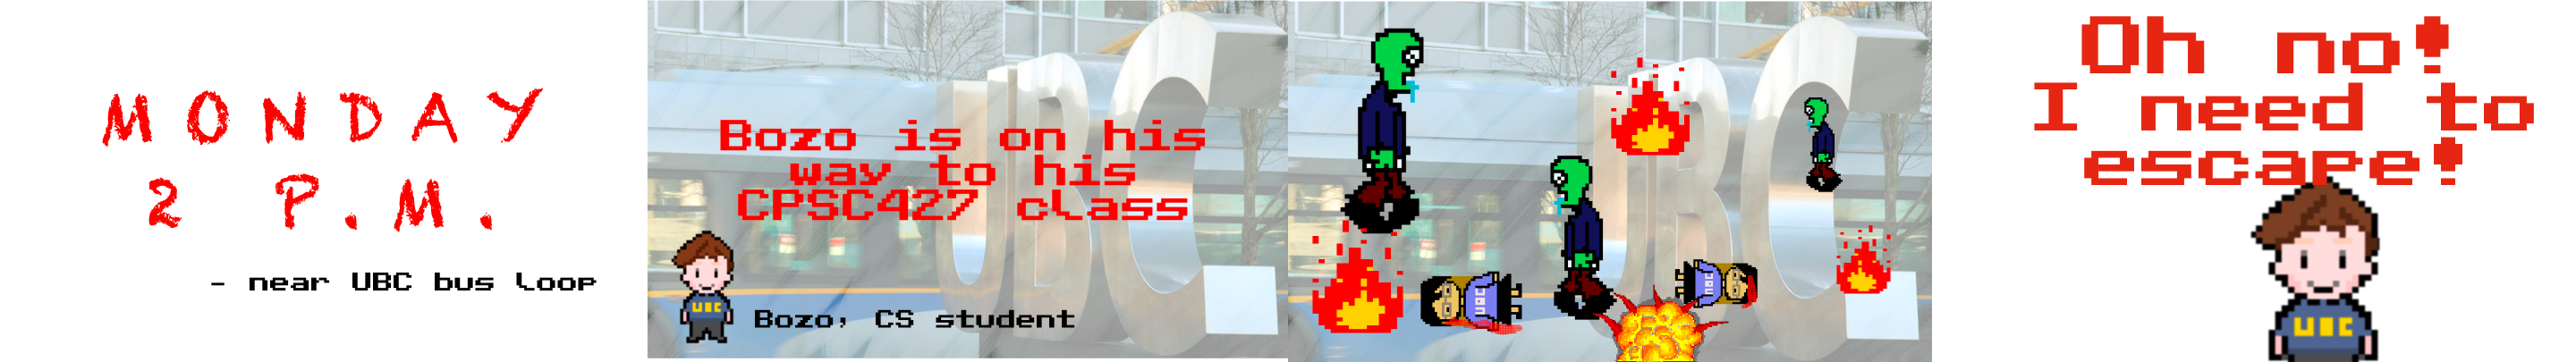 MONDAY
2 P.M.
- near UBC bus loop
UBC
Bozo is on his
way to his
CPSC427 class
UBC
Bozo, CS student
UBC
UBC
UBC
Oh no!
I need to
escape!
UBC